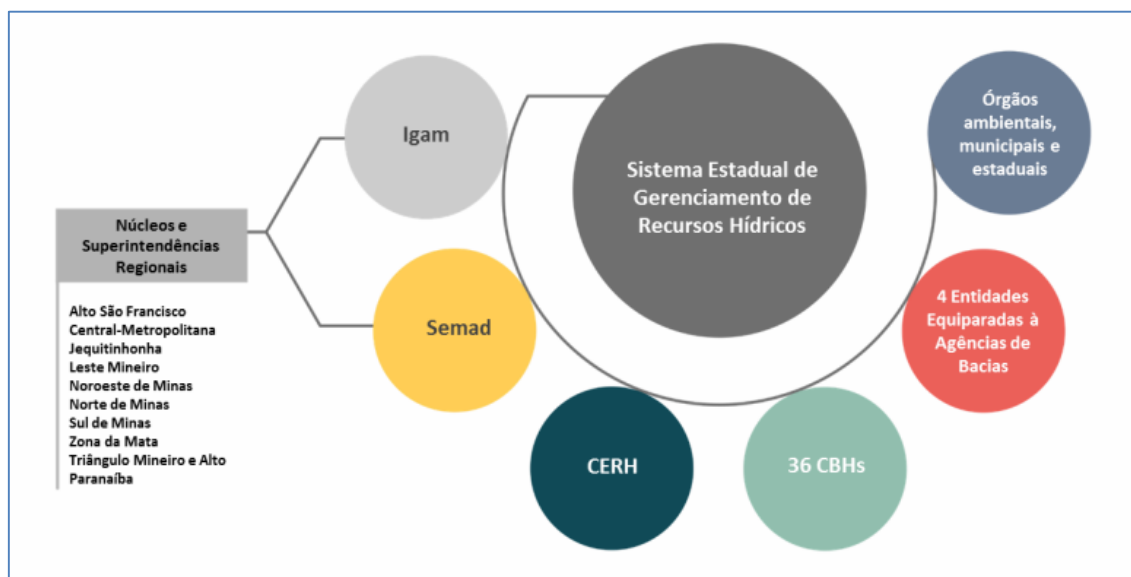 Igam
Semad
Núcleos e
Superintendências
Regionais
Alto São Francisco
Central-Metropolitana
Jequitinhonha
Leste Mineiro
Noroeste de Minas
Norte de Minas
Sul de Minas
Zona da Mata
Triângulo Mineiro e Alto
Paranaíba
Sistema Estadual de
Gerenciamento de
Recursos Hídricos
Órgãos
ambientais,
municipais e
estaduais
4 Entidades
Equiparadas à
Agências de
Bacias
CERH
36 CBHs